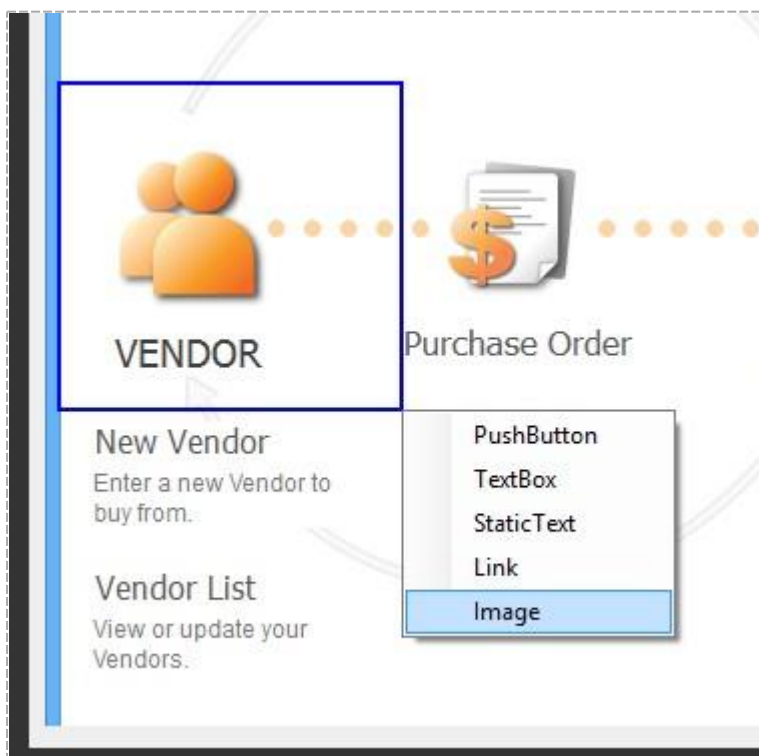 $
VENDOR
Purchase Order
New Vendor
Enter a new Vendor to
buy from.
Vendor List
View or update your
Vendors.
PushButton
TextBox
StaticText
Link
Image